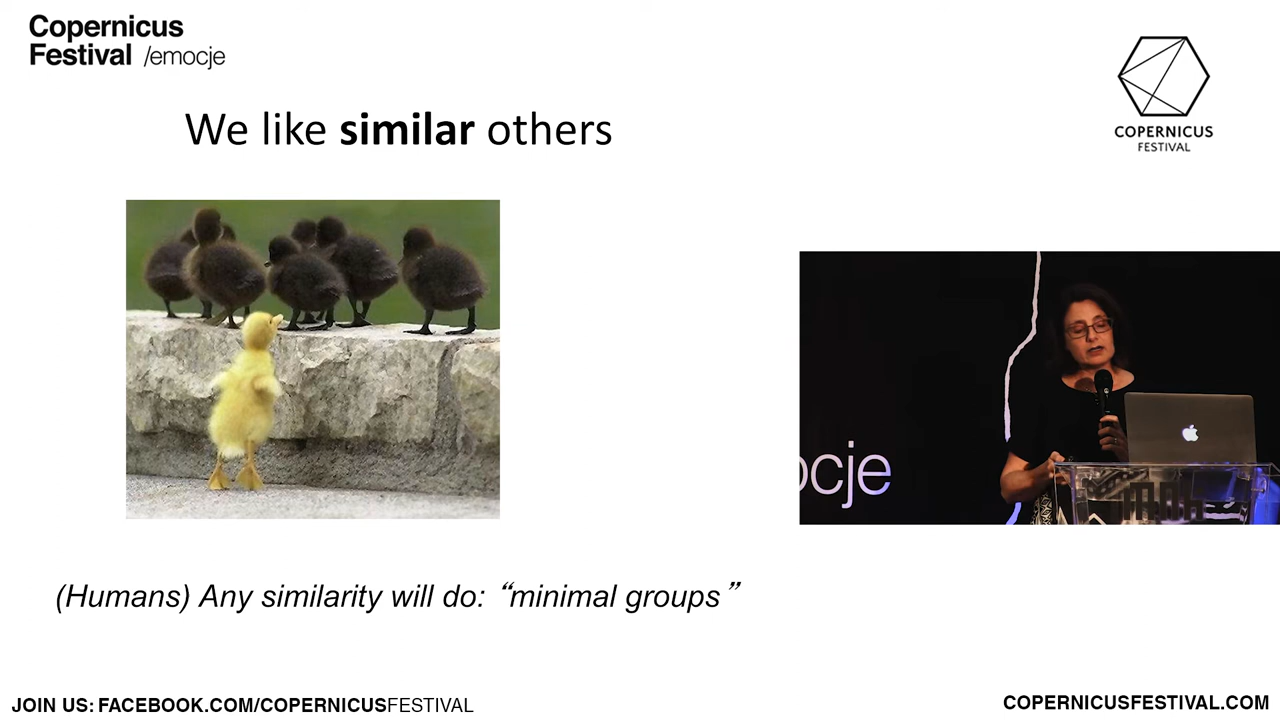 Copernicus
Festival /emocje
COPERNICUS
FESTIVAL
We like similar others
ocje
(Humans) Any similarity will do: “minimal groups”
JOIN US: FACEBOOK.COM/COPERNICUSFESTIVAL
COPERNICUSFESTIVAL.COM